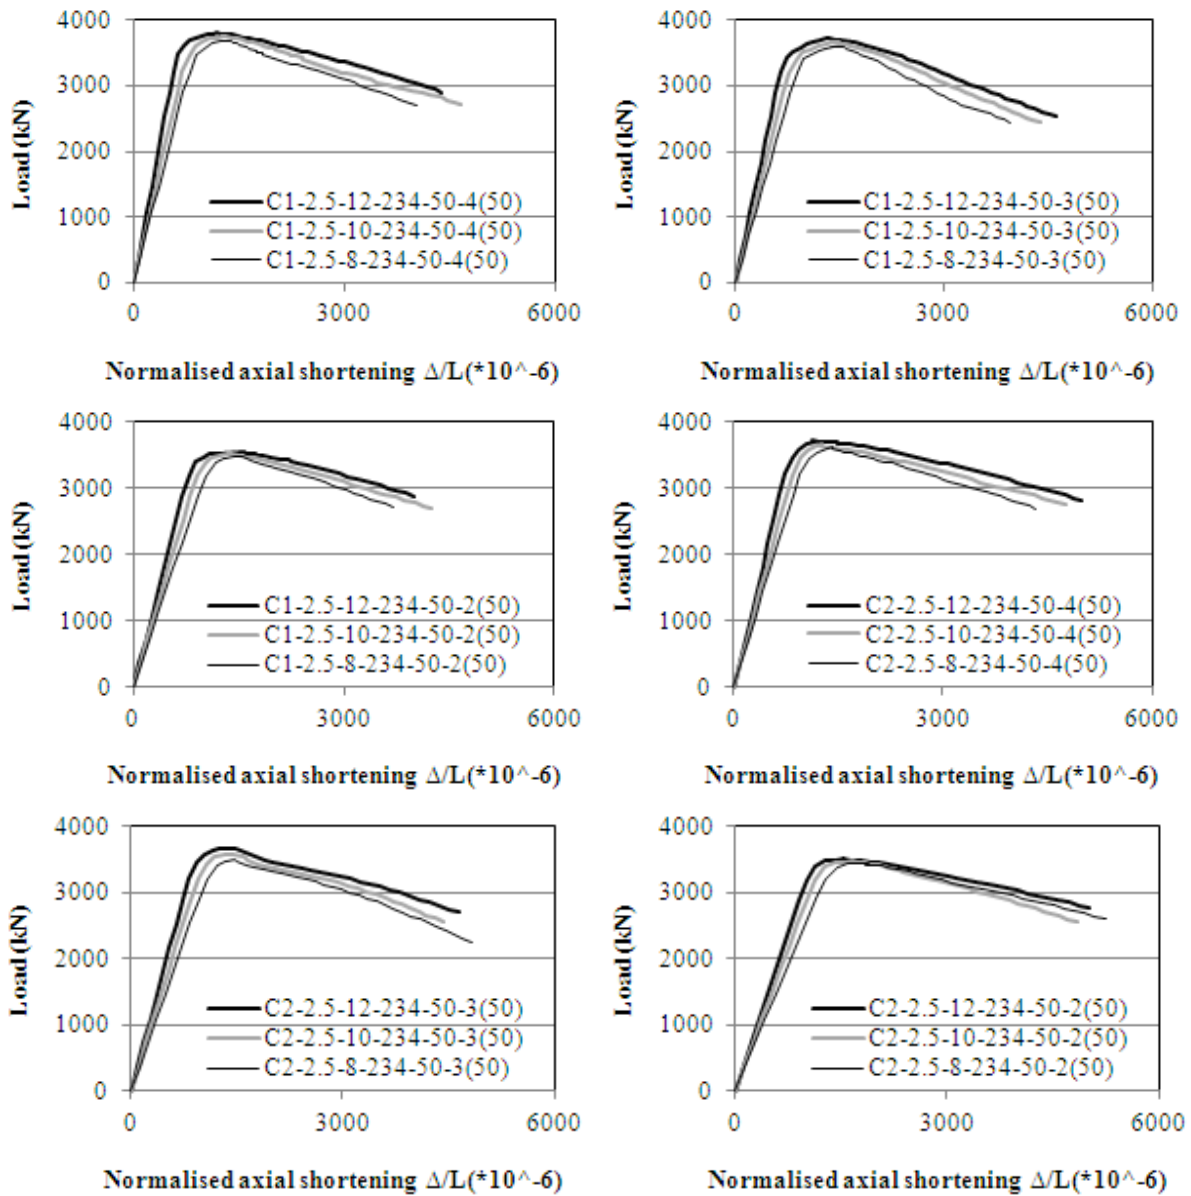 4000
3000
2000
1000
0
Load (kN)
C1-2.5-12-234-50-4(50)
C1-2.5-10-234-50-4(50)
C1-2.5-8-234-50-4(50)
0 3000 6000
Normalised axial shortening Δ/L(*10^-6)
4000
3000
2000
1000
0
Load (kN)
C1-2.5-12-234-50-3(50)
C1-2.5-10-234-50-3(50)
C1-2.5-8-234-50-3(50)
0 3000 6000
Normalised axial shortening Δ/L(*10^-6)
4000
3000
2000
1000
0
Load (kN)
C1-2.5-12-234-50-2(50)
C1-2.5-10-234-50-2(50)
C1-2.5-8-234-50-2(50)
0 3000 6000
Normalised axial shortening Δ/L(*10^-6)
4000
3000
2000
1000
0
Load (kN)
C2-2.5-12-234-50-4(50)
C2-2.5-10-234-50-4(50)
C2-2.5-8-234-50-4(50)
0 3000 6000
Normalised axial shortening Δ/L(*10^-6)
4000
3000
2000
1000
0
Load (kN)
C2-2.5-12-234-50-3(50)
C2-2.5-10-234-50-3(50)
C2-2.5-8-234-50-3(50)
0 3000 6000
Normalised axial shortening Δ/L(*10^-6)
4000
3000
2000
1000
0
Load (kN)
C2-2.5-12-234-50-2(50)
C2-2.5-10-234-50-2(50)
C2-2.5-8-234-50-2(50)
0 3000 6000
Normalised axial shortening Δ/L(*10^-6)